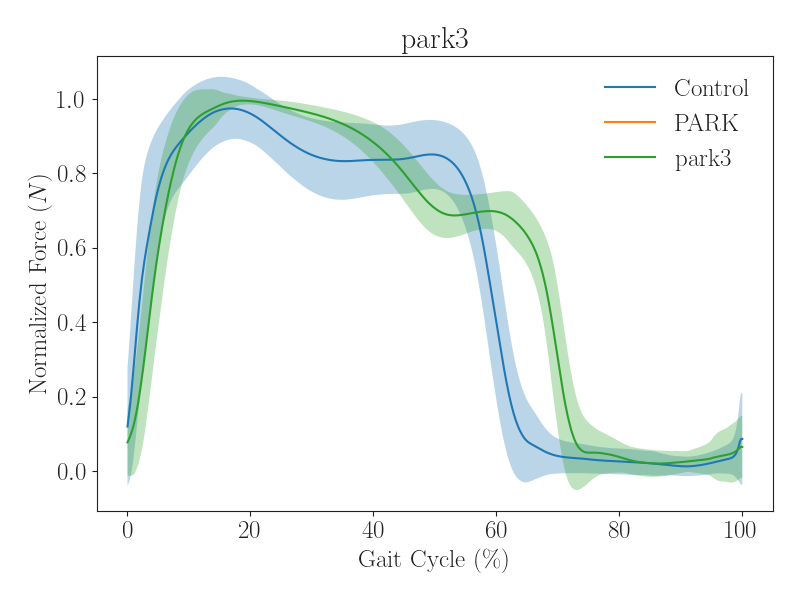 park3
Control
PARK
park3
Normalized Force (N)
1.0
0.8
0.6
0.4
0.2
0.0
0 20 40 60 80 100
Gait Cycle (%)